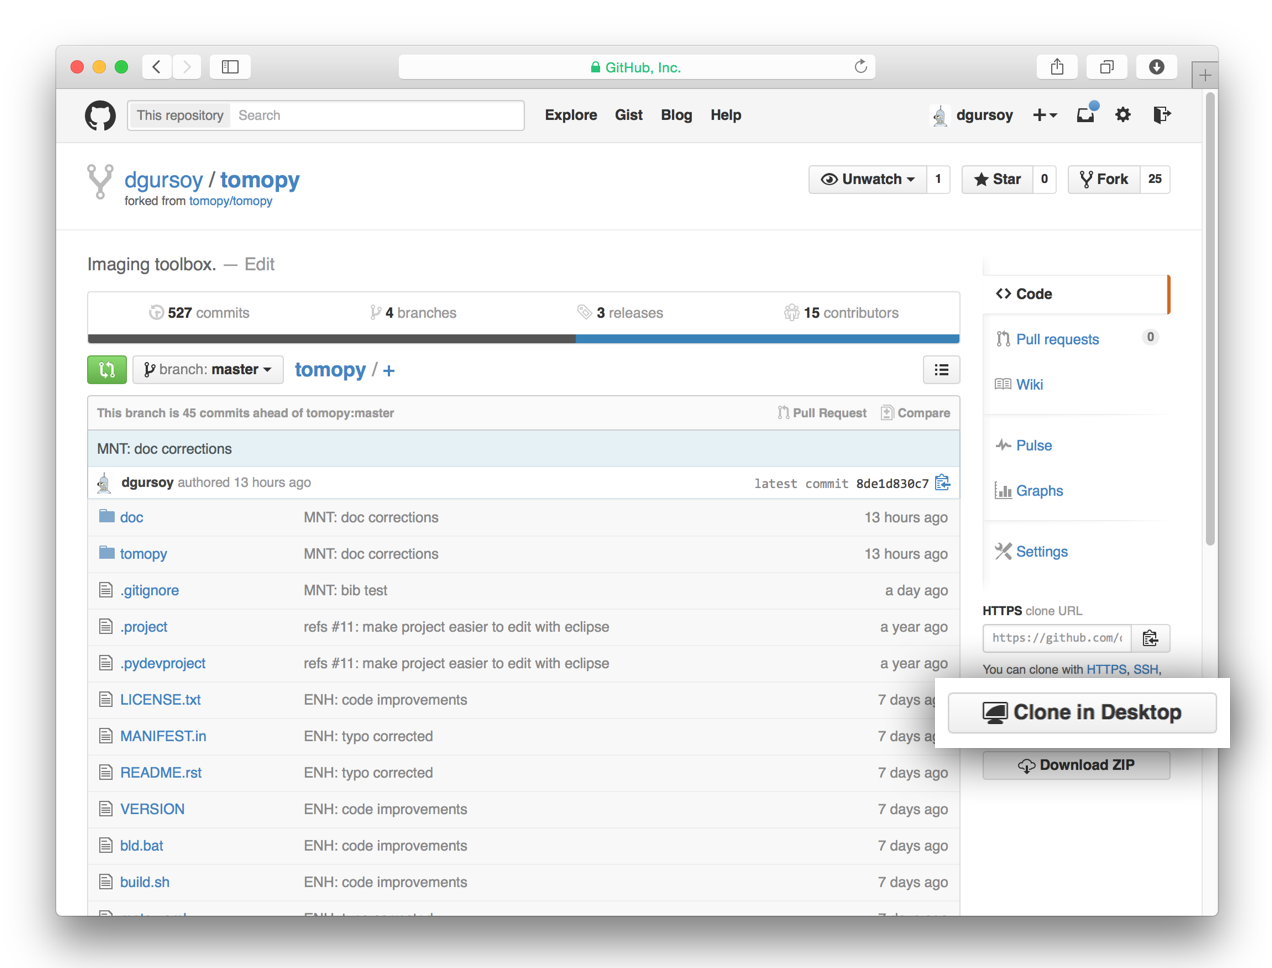 GitHub, Inc.
This repository Search Explore Gist Blog Help dgursoy
dgursoy / tomopy Unwatch 1 Star 0 Fork 25
forked from tomopy/tomopy
Imaging toolbox. — Edit
527 commits 4 branches 3 releases 15 contributors
branch: master tomopy / +
This branch is 45 commits ahead of tomopy:master Pull Request Compare
MNT: doc corrections
dgursoy authored 13 hours ago latest commit 8de1d830c7
doc MNT: doc corrections 13 hours ago
tomopy MNT: doc corrections 13 hours ago
.gitignore MNT: bib test a day ago
.project refs #11: make project easier to edit with eclipse a year ago
.pydevproject refs #11: make project easier to edit with eclipse a year ago
LICENSE.txt ENH: code improvements 7 days
MANIFEST.in ENH: typo corrected 7 days
README.rst ENH: typo corrected 7 days ago
VERSION ENH: code improvements 7 days ago
bld.bat ENH: code improvements 7 days ago
build.sh ENH: code improvements 7 days ago
Code
Pull requests 0
Wiki
Pulse
Graphs
Settings
HTTPS clone URL
https://github.com/
You can clone with HTTPS, SSH,
Clone in Desktop
Download ZIP